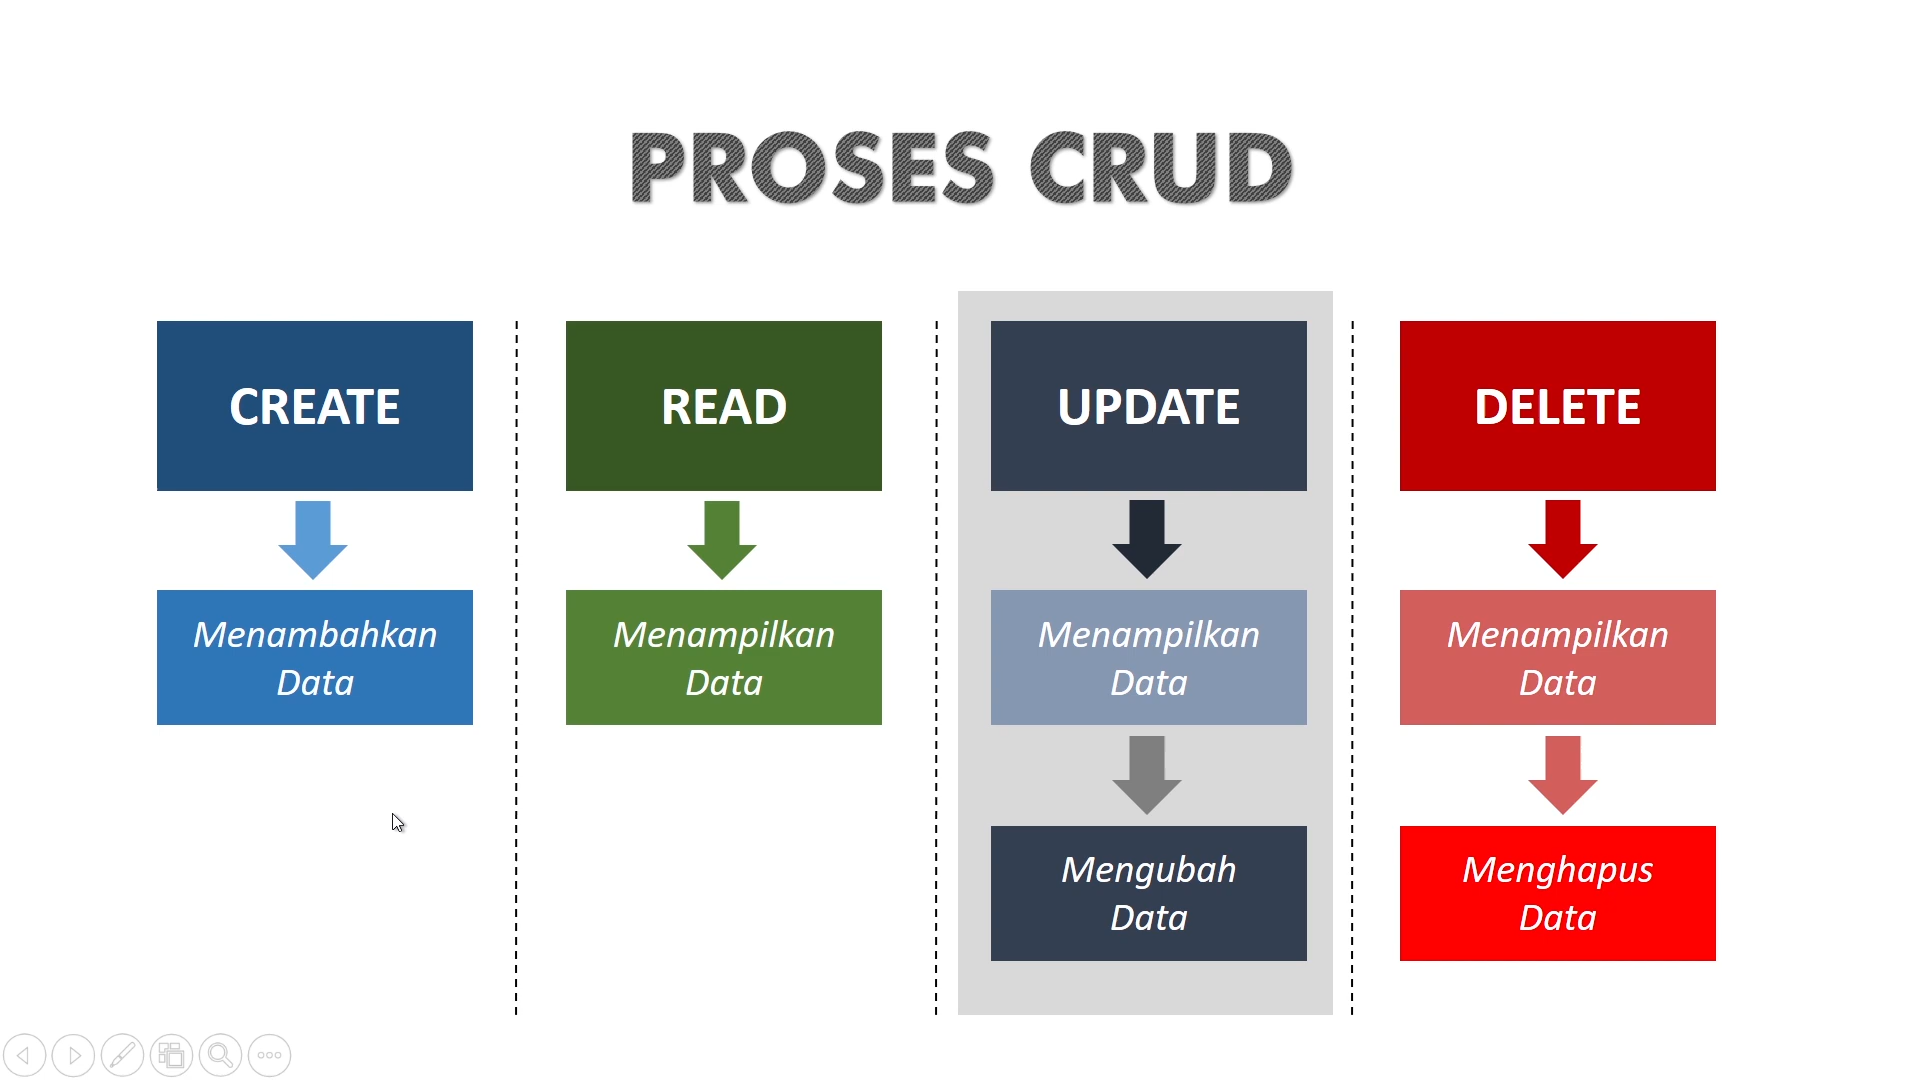 PROSES CRUD
CREATE
Menambahkan
Data
READ
Menampilkan
Data
UPDATE
Menampilkan
Data
Mengubah
Data
DELETE
Menampilkan
Data
Menghapus
Data